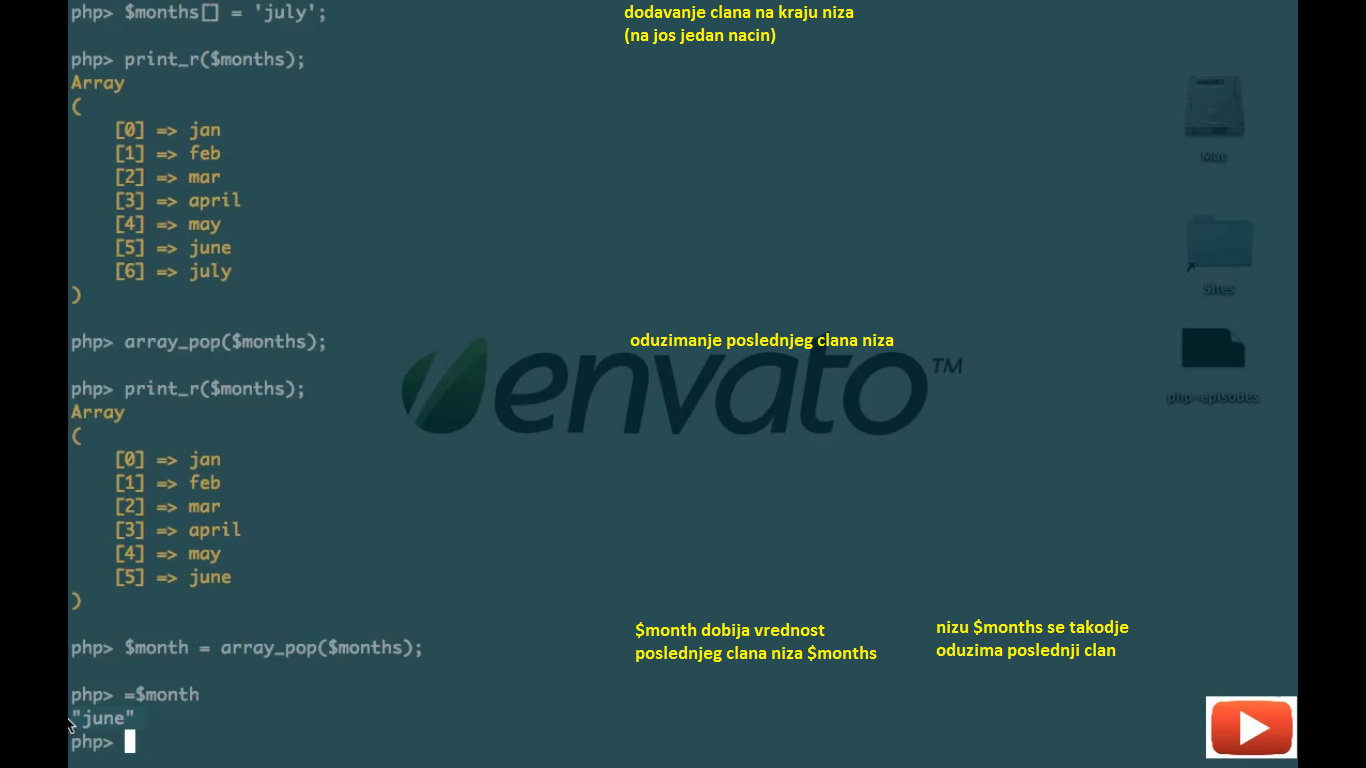 php> $months[] = 'july';
dodavanje clana na kraju niza
(na jos jedan nacin)
php> print_r($months);
Array
(
[0] => jan
[1] => feb
[2] => mar
[3] => april
[4] => may
[5] => june
[6] => july
)
Mac
Sites
php-episodes
php> array_pop($months);
oduzimanje poslednjeg clana niza
envato™
php> print_r($months);
Array
(
[0] => jan
[1] => feb
[2] => mar
[3] => april
[4] => may
[5] => june
)
php> $month = array_pop($months);
$month dobija vrednost
poslednjeg clana niza $months
nizu $months se takodje
oduzima poslednji clan
php> =$month
"june"
php>